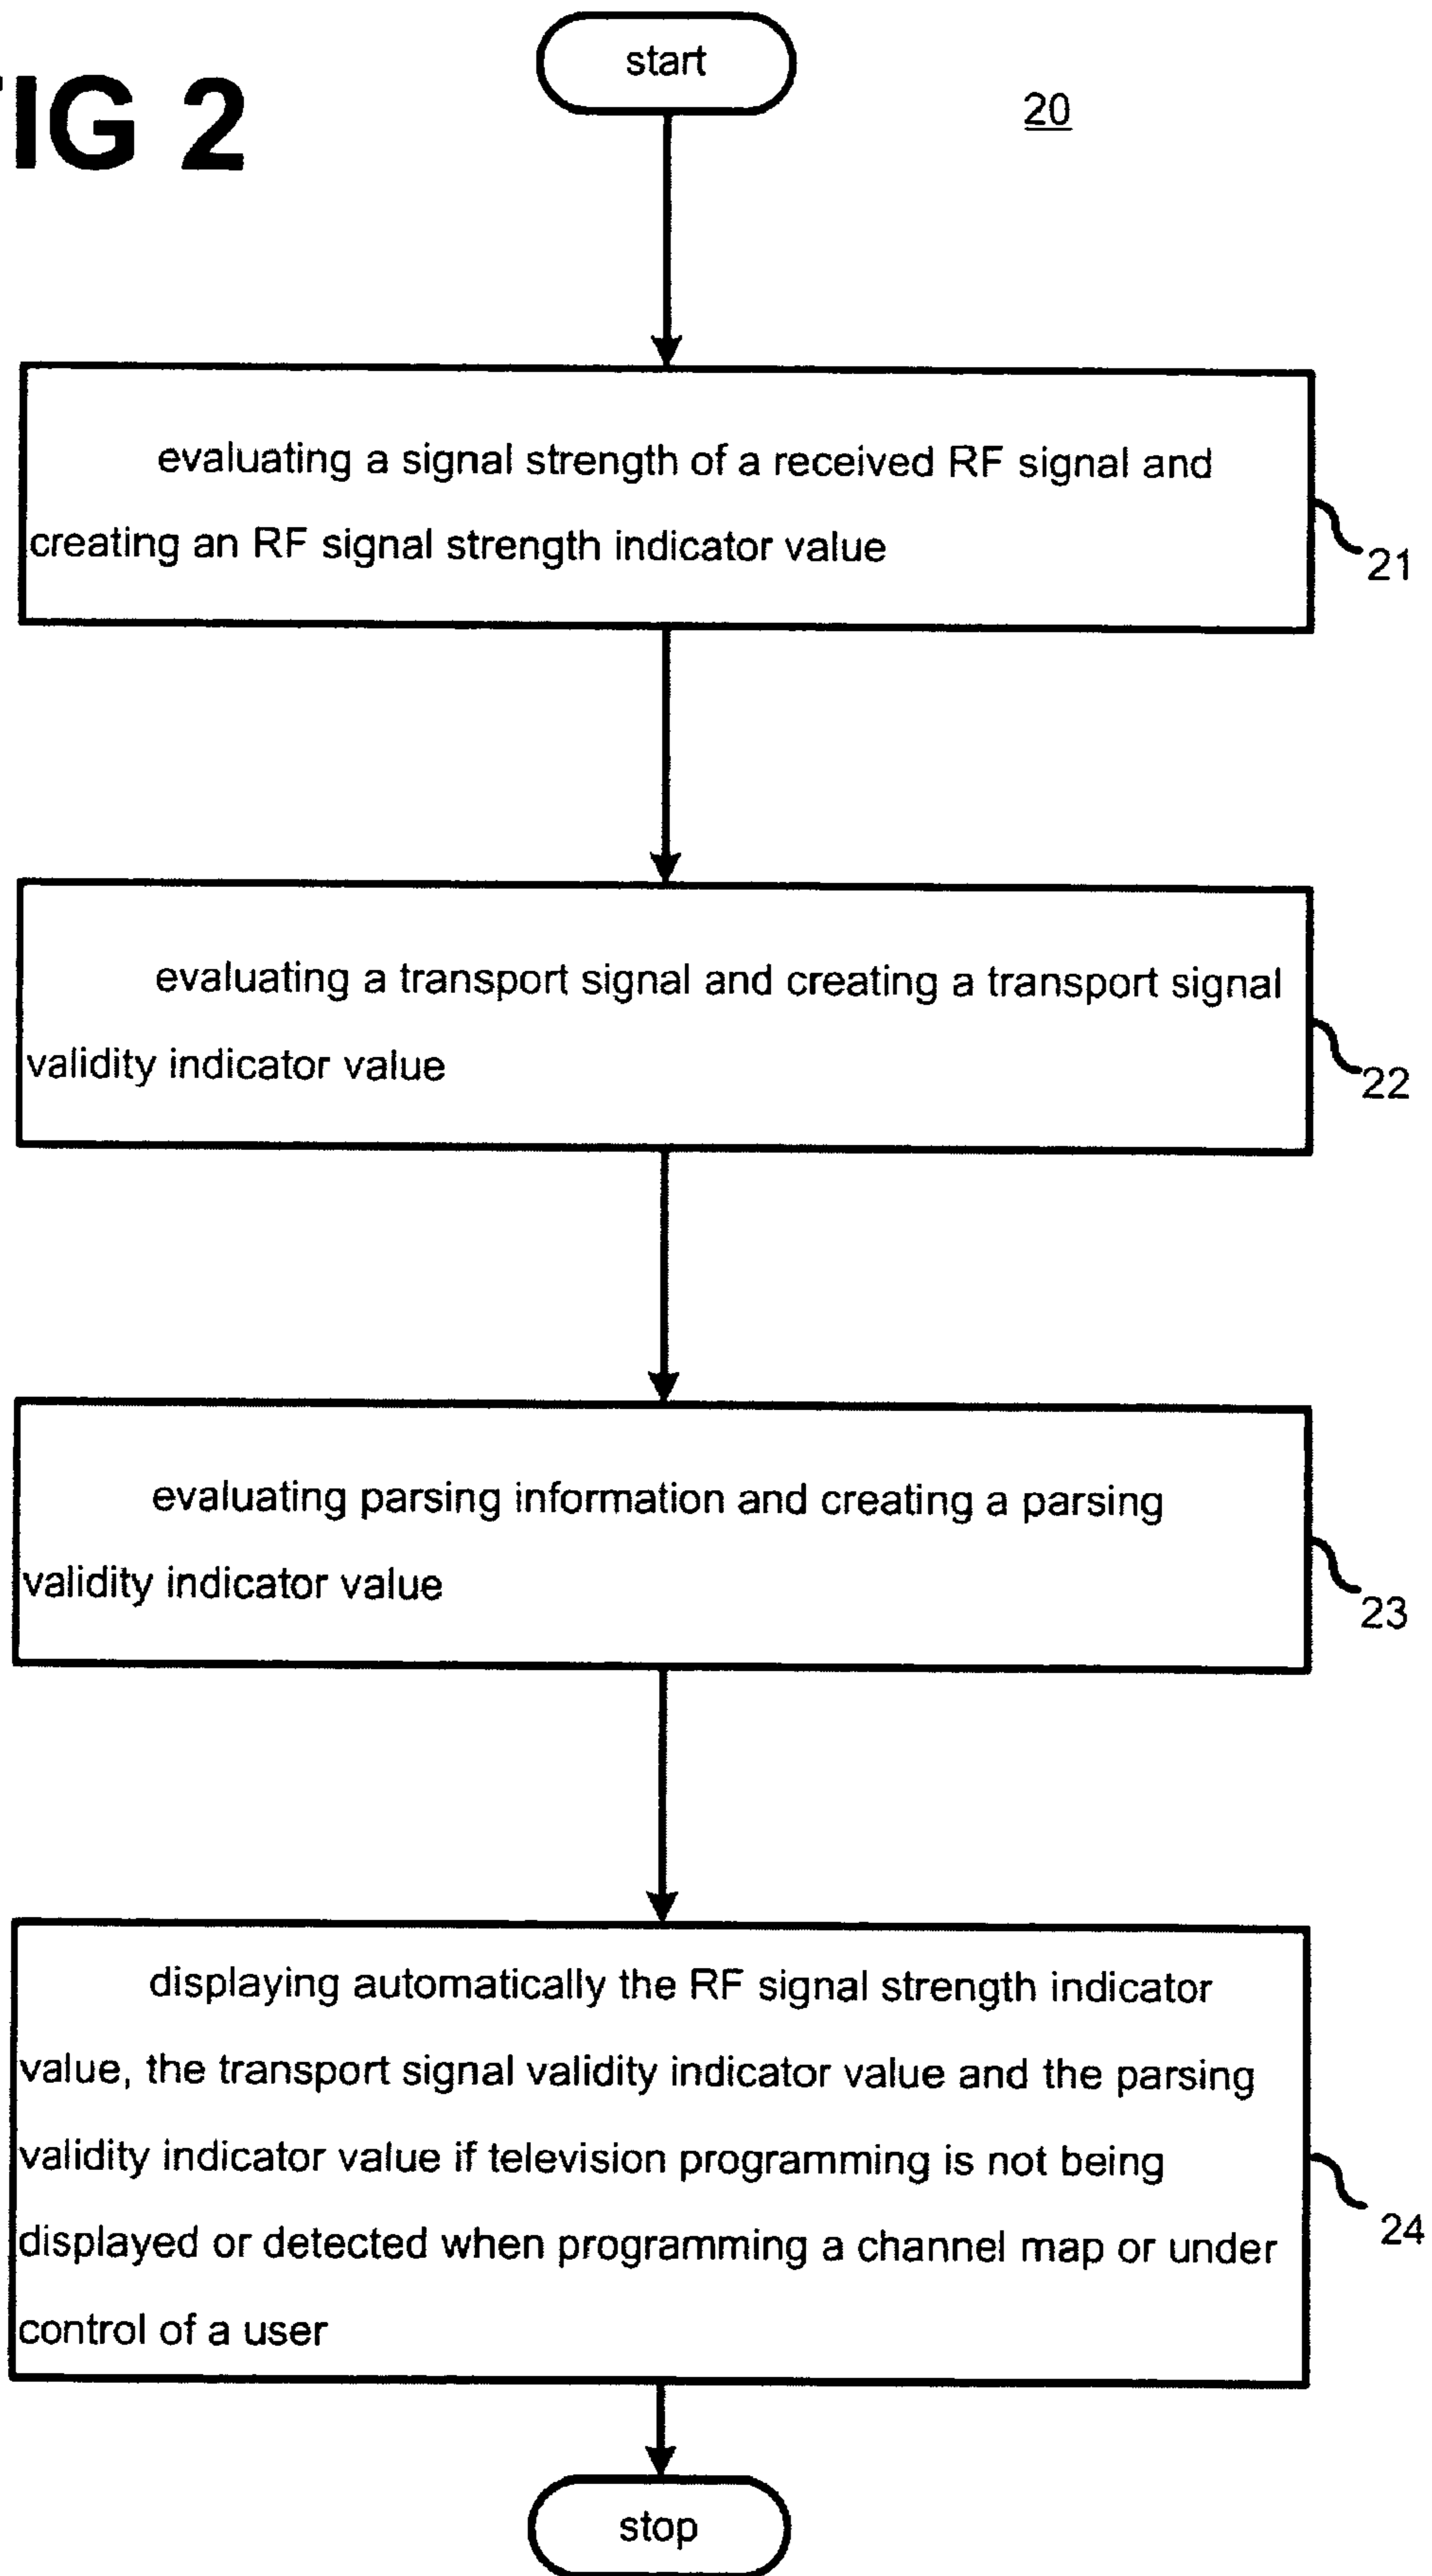 start
FIG 2
20
evaluating a signal strength of a received RF signal and
creating an RF signal strength indicator value
21
evaluating a transport signal and creating a transport signal
validity indicator value
22
evaluating parsing information and creating a parsing
validity indicator value
23
displaying automatically the RF signal strength indicator
value, the transport signal validity indicator value and the parsing
validity indicator value if television programming is not being
displayed or detected when programming a channel map or under
control of a user
24
stop